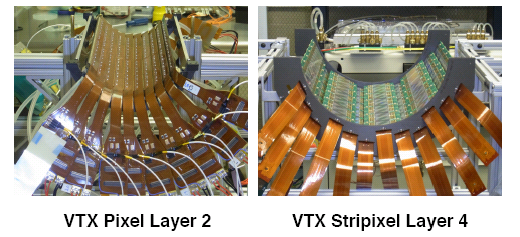 VTX Pixel Layer 2
VTX Stripixel Layer 4